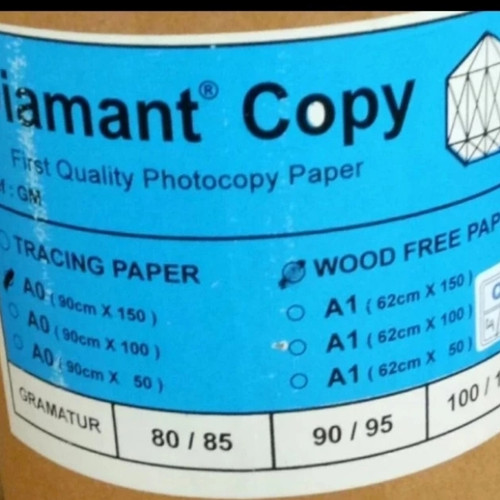 iamant® Copy
First Quality Photocopy Paper
: GM
TRACING PAPER
A0 ( 90cm X 150 )
A0 ( 90cm X 100 )
A0 ( 90cm X 50 )
WOOD FREE PAP
A1 ( 62cm X 150 )
A1 ( 62cm X 100 )
A1 ( 62cm X 50 )
GRAMATUR
80 / 85
90 / 95
100 / 1